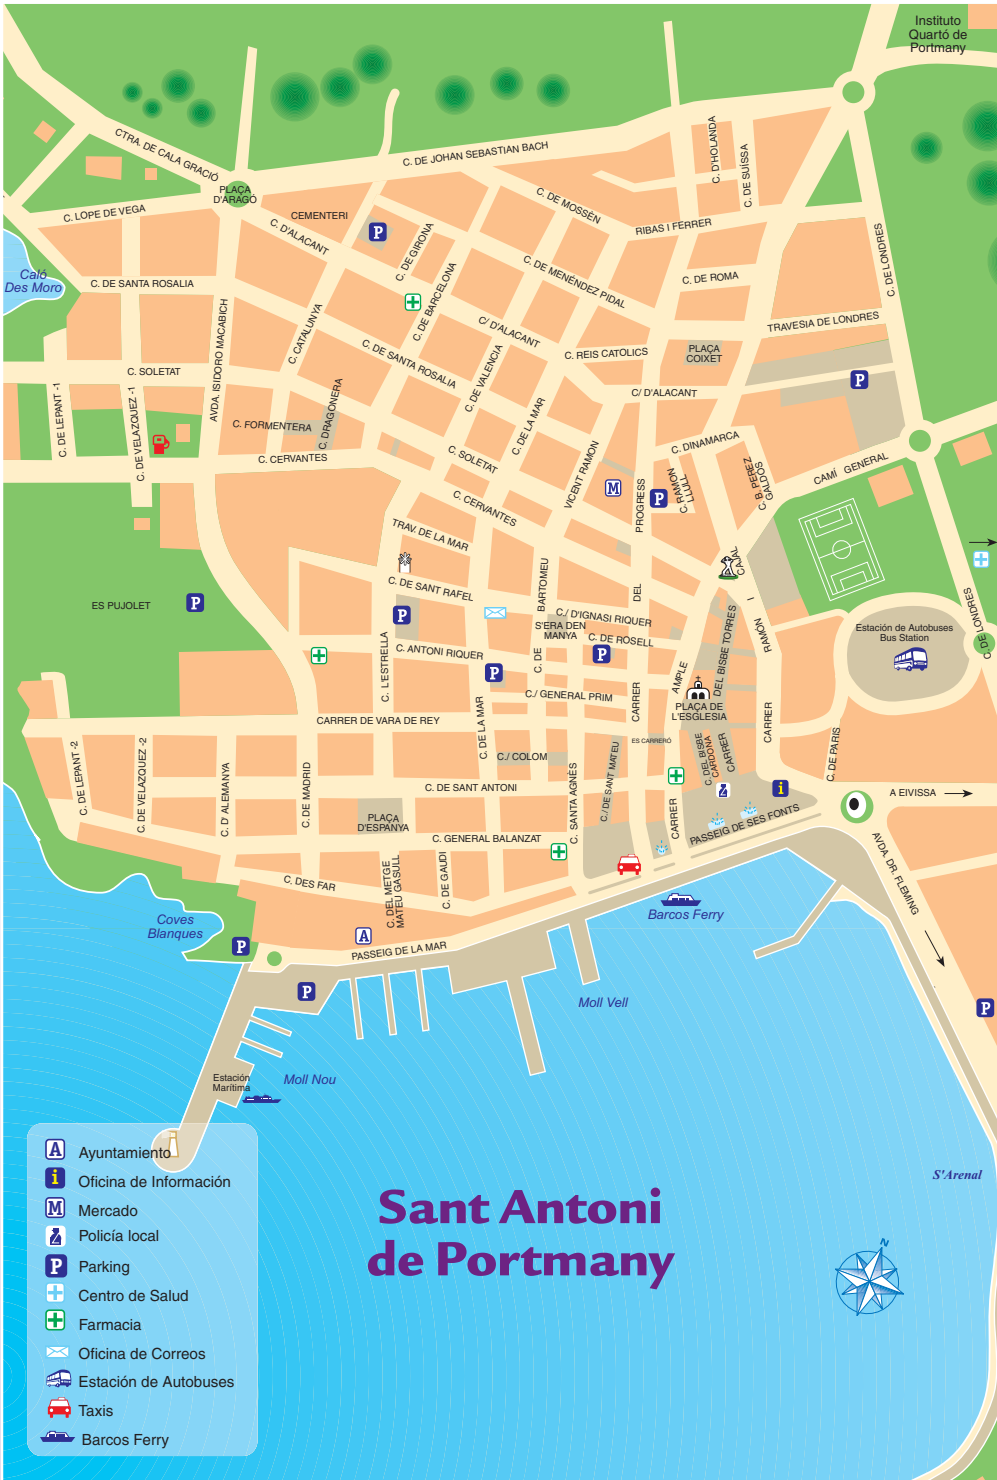 Instituto
Quartó de
Portmany
CTRA. DE CALA GRACIÓ
C. DE JOHAN SEBASTIAN BACH
C. D'HOLANDA
C. DE SUÏSSA
PLAÇA
D'ARAGÓ
C. LOPE DE VEGA
CEMENTERI
P
C. D'ALACANT
C. DE GIRONA
C. DE MOSSÈN
RIBAS I FERRER
C. DE LONDRES
Caló
Des Moro
C. DE SANTA ROSALIA
C. DE BARCELONA
C. DE MENÉNDEZ PIDAL
C. DE ROMA
AVDA. ISIDORO MACABICH
C. CATALUNYA
C/ D'ALACANT
TRAVESIA DE LONDRES
C. DE SANTA ROSALIA
C. DE VALENCIA
C. REIS CATOLICS
PLAÇA
COIXET
C. SOLETAT
P
C/ D'ALACANT
C. DE LEPANT -1
C. DE VELAZQUEZ -1
C. FORMENTERA
C. DRAGONERA
C. DE LA MAR
C. CERVANTES
C. SOLETAT
VICENT RAMON
C. DINAMARCA
C. RAMON
LLULL
C. B. PEREZ
GALDOS
CAMÍ GENERAL
M
P
C. CERVANTES
PROGRESS
TRAV. DE LA MAR
CAJAL
ES PUJOLET
P
C. DE SANT RAFEL
BARTOMEU
DEL
P
C./ D'IGNASI RIQUER
S'ERA DEN
MANYA
C. DE ROSELL
DEL BISBE TORRES
RAMÓN I
Estación de Autobuses
Bus Station
C. DE LONDRES
C. L'ESTRELLA
C. ANTONI RIQUER
P
P
C. DE
AMPLE
C./ GENERAL PRIM
PLAÇA DE
L'ESGLESIA
CARRER DE VARA DE REY
C. DE LA MAR
CARRER
CARRER
ES CARRERÓ
C. DE LEPANT -2
C. DE VELAZQUEZ -2
C. D' ALEMANYA
C. DE MADRID
C./ COLOM
C./ DE SANT MATEU
C. DEL BISBE
CARDONA
CARRER
C. DE PARIS
C. DE SANT ANTONI
C. SANTA AGNÈS
i
A EIVISSA
PLAÇA
D'ESPANYA
C. GENERAL BALANZAT
CARRER
PASSEIG DE SES FONTS
AVDA. DR. FLEMING
C. DES FAR
C. DEL METGE
MATEU GASULL
C. DE GAUDI
Coves
Blanques
P
A
PASSEIG DE LA MAR
Barcos Ferry
P
Moll Vell
P
Estación
Marítima
Moll Nou
S'Arenal
Sant Antoni
de Portmany
N
A Ayuntamiento
i Oficina de Información
M Mercado
Policía local
P Parking
Centro de Salud
Farmacia
Oficina de Correos
Estación de Autobuses
Taxis
Barcos Ferry